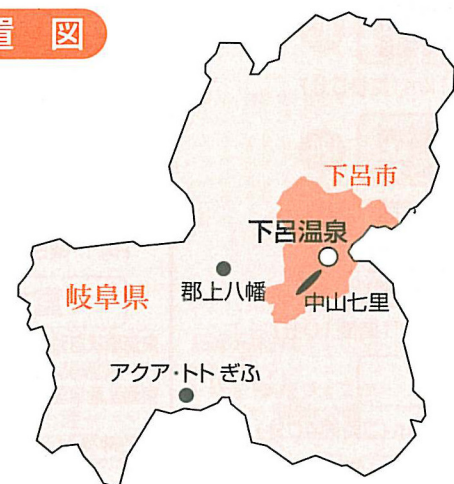 置 図
下呂市
下呂温泉
郡上八幡
中山七里
岐阜県
アクア・トト ぎふ